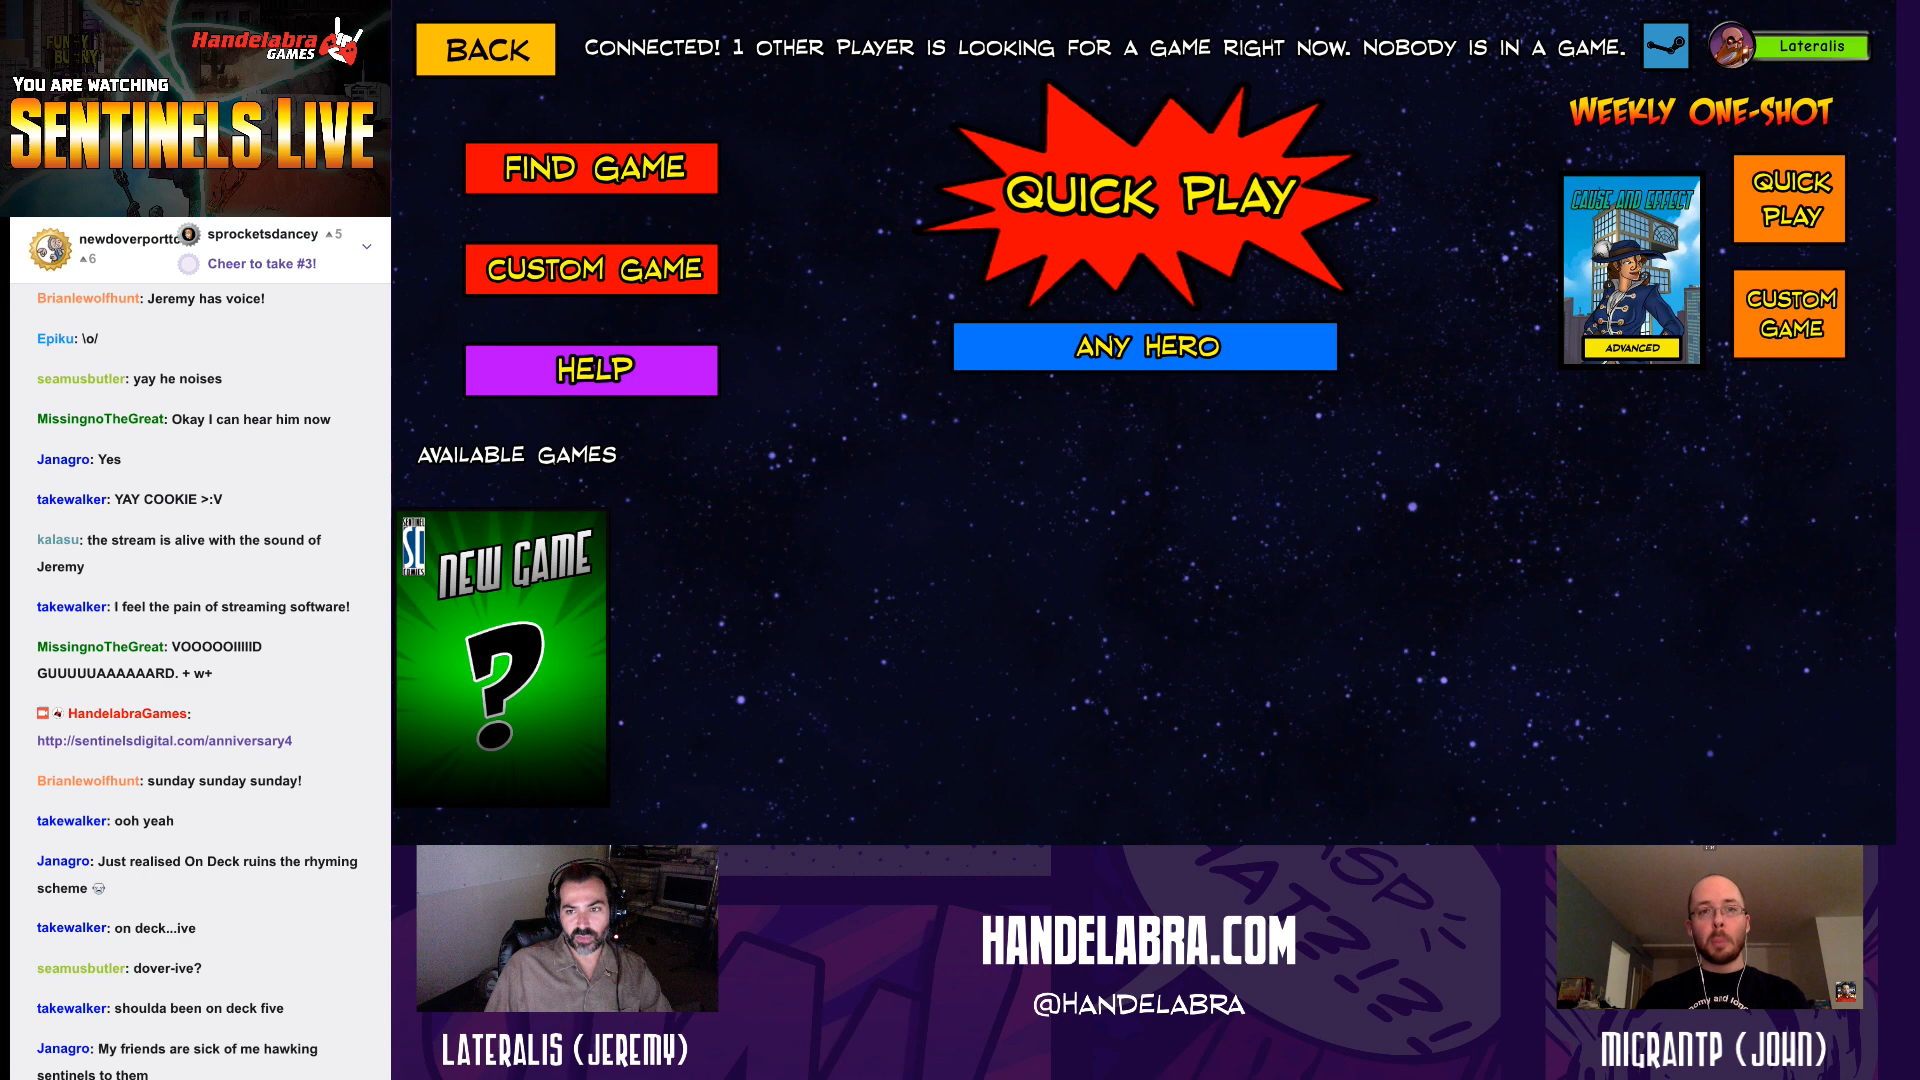 Handelabra
GAMES
YOU ARE WATCHING
SENTINELS LIVE
newdoverportto
6
sprocketsdancey 5
Cheer to take #3!
Brianlewolfhunt: Jeremy has voice!
Epiku: \o/
seamusbutler: yay he noises
MissingnoTheGreat: Okay I can hear him now
Janagro: Yes
takewalker: YAY COOKIE >:V
kalasu: the stream is alive with the sound of
Jeremy
takewalker: I feel the pain of streaming software!
MissingnoTheGreat: VOOOOOIIIIID
GUUUUUAAAAAARD. + w+
HandelabraGames:
http://sentinelsdigital.com/anniversary4
Brianlewolfhunt: sunday sunday sunday!
takewalker: ooh yeah
Janagro: Just realised On Deck ruins the rhyming
scheme
takewalker: on deck...ive
seamusbutler: dover-ive?
takewalker: shoulda been on deck five
Janagro: My friends are sick of me hawking
sentinels to them
BACK
CONNECTED! 1 OTHER PLAYER IS LOOKING FOR A GAME RIGHT NOW. NOBODY IS IN A GAME.
Lateralis
FIND GAME
CUSTOM GAME
HELP
QUICK PLAY
ANY HERO
WEEKLY ONE-SHOT
CAUSE AND EFFECT
ADVANCED
QUICK
PLAY
CUSTOM
GAME
AVAILABLE GAMES
SENTINEL
SC
COMICS
NEW GAME
?
LATERALIS (JEREMY)
HANDELABRA.COM
@HANDELABRA
MIGRANTP (JOHN)